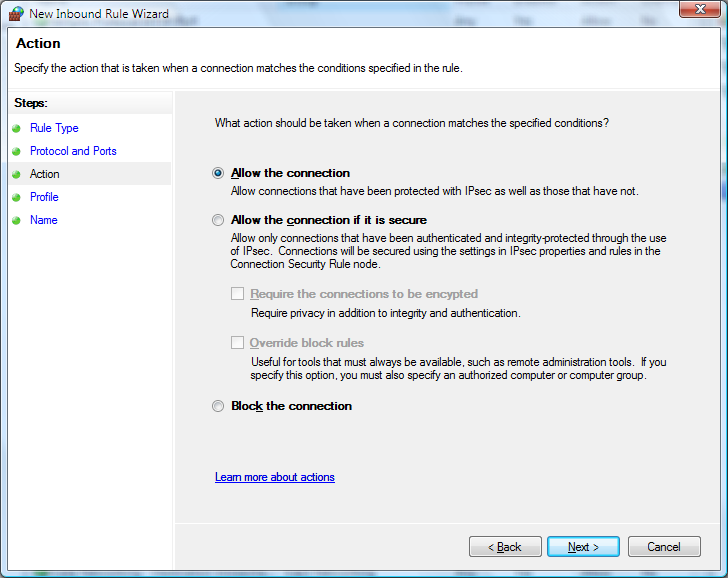 New Inbound Rule Wizard
Action
Specify the action that is taken when a connection matches the conditions specified in the rule.
Steps:
Rule Type
Protocol and Ports
Action
Profile
Name
What action should be taken when a connection matches the specified conditions?
Allow the connection
Allow connections that have been protected with IPsec as well as those that have not.
Allow the connection if it is secure
Allow only connections that have been authenticated and integrity-protected through the use
of IPsec. Connections will be secured using the settings in IPsec properties and rules in the
Connection Security Rule node.
Require the connections to be encrypted
Require privacy in addition to integrity and authentication.
Override block rules
Useful for tools that must always be available, such as remote administration tools. If you
specify this option, you must also specify an authorized computer or computer group.
Block the connection
Learn more about actions
< Back
Next >
Cancel